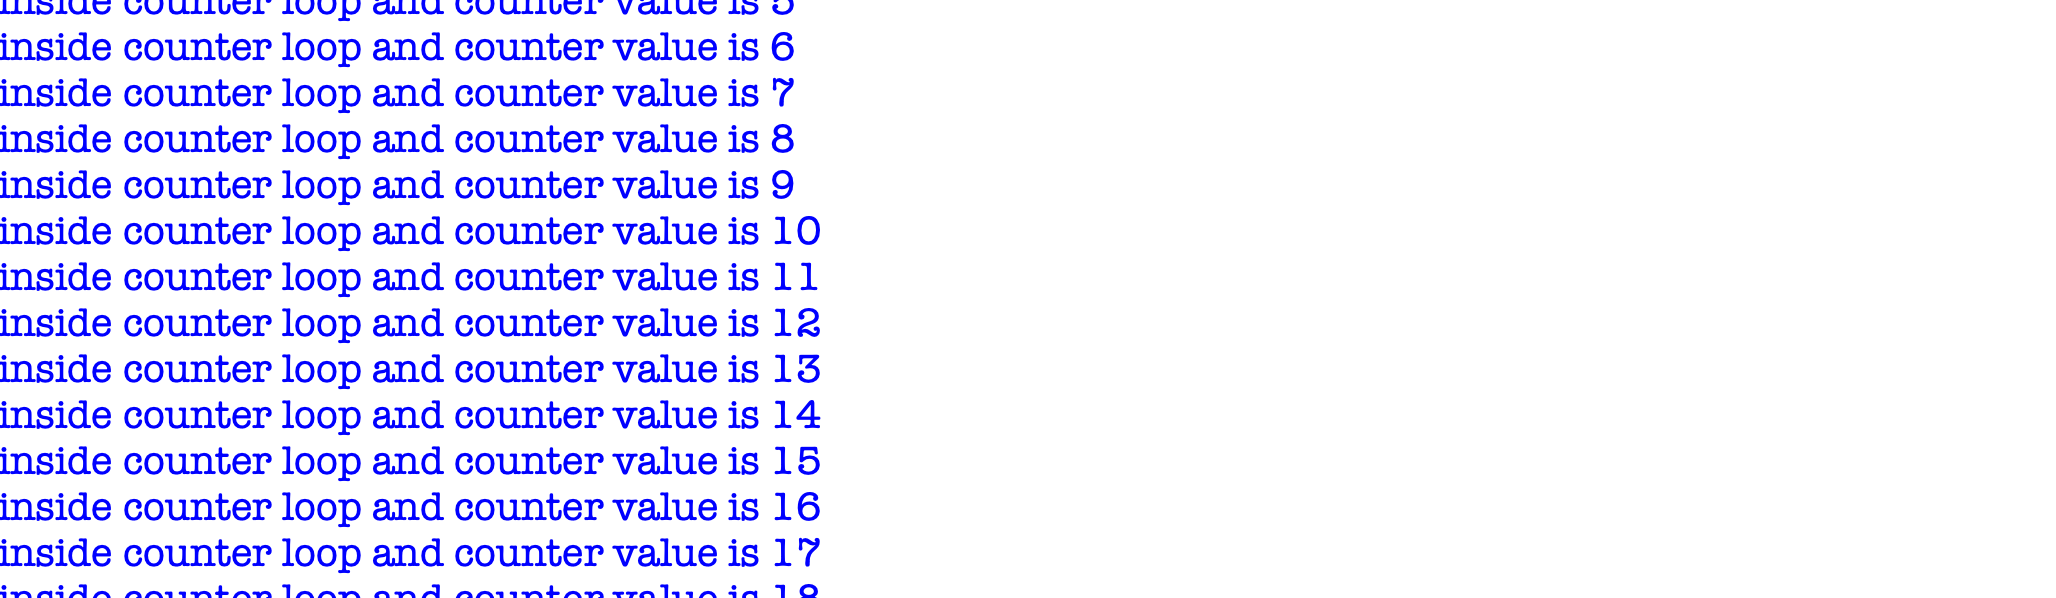 inside counter loop and counter value is 5
inside counter loop and counter value is 6
inside counter loop and counter value is 7
inside counter loop and counter value is 8
inside counter loop and counter value is 9
inside counter loop and counter value is 10
inside counter loop and counter value is 11
inside counter loop and counter value is 12
inside counter loop and counter value is 13
inside counter loop and counter value is 14
inside counter loop and counter value is 15
inside counter loop and counter value is 16
inside counter loop and counter value is 17
inside counter loop and counter value is 18